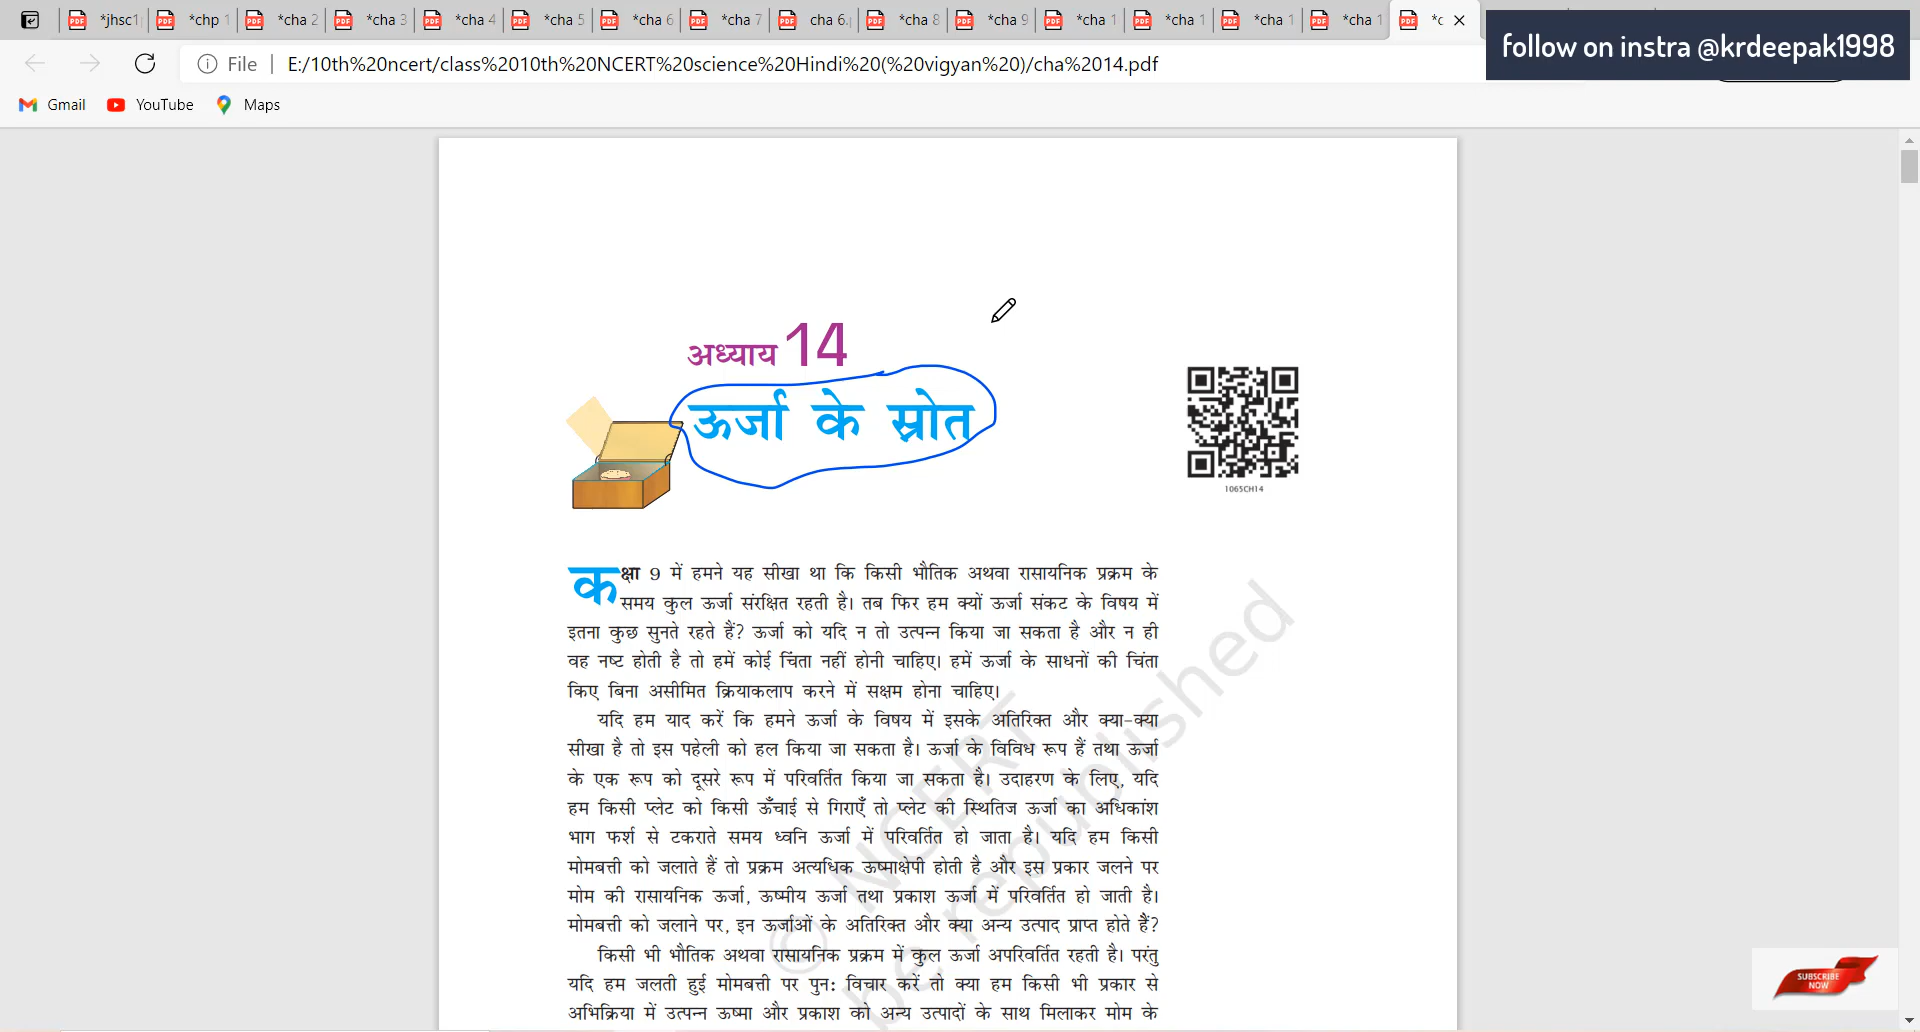 *jhsc1 *chp 1 *cha 2 *cha 3 *cha 4 *cha 5 *cha 6 *cha 7 cha 6. *cha 8 *cha 9 *cha 1 *cha 1 *cha 1 *cha 1 *c
follow on instra @krdeepak1998
File E:/10th%20ncert/class%2010th%20NCERT%20science%20Hindi%20(%20vigyan%20)/cha%2014.pdf
Gmail YouTube Maps
अध्याय 14
ऊर्जा के स्रोत
1065CH14
कक्षा 9 में हमने यह सीखा था कि किसी भौतिक अथवा रासायनिक प्रक्रम के
समय कुल ऊर्जा संरक्षित रहती है। तब फिर हम क्यों ऊर्जा संकट के विषय में
इतना कुछ सुनते रहते हैं? ऊर्जा को यदि न तो उत्पन्न किया जा सकता है और न ही
वह नष्ट होती है तो हमें कोई चिंता नहीं होनी चाहिए। हमें ऊर्जा के साधनों की चिंता
किए बिना असीमित क्रियाकलाप करने में सक्षम होना चाहिए।
यदि हम याद करें कि हमने ऊर्जा के विषय में इसके अतिरिक्त और क्या-क्या
सीखा है तो इस पहेली को हल किया जा सकता है। ऊर्जा के विविध रूप हैं तथा ऊर्जा
के एक रूप को दूसरे रूप में परिवर्तित किया जा सकता है। उदाहरण के लिए, यदि
हम किसी प्लेट को किसी ऊँचाई से गिराएँ तो प्लेट की स्थितिज ऊर्जा का अधिकांश
भाग फर्श से टकराते समय ध्वनि ऊर्जा में परिवर्तित हो जाता है। यदि हम किसी
मोमबत्ती को जलाते हैं तो प्रक्रम अत्यधिक ऊष्माक्षेपी होती है और इस प्रकार जलने पर
मोम की रासायनिक ऊर्जा, ऊष्मीय ऊर्जा तथा प्रकाश ऊर्जा में परिवर्तित हो जाती है।
मोमबत्ती को जलाने पर, इन ऊर्जाओं के अतिरिक्त और क्या अन्य उत्पाद प्राप्त होते हैं?
किसी भी भौतिक अथवा रासायनिक प्रक्रम में कुल ऊर्जा अपरिवर्तित रहती है। परंतु
यदि हम जलती हुई मोमबत्ती पर पुन: विचार करें तो क्या हम किसी भी प्रकार से
अभिक्रिया में उत्पन्न ऊष्मा और प्रकाश को अन्य उत्पादों के साथ मिलाकर मोम के
© NCERT
be republished
SUBSCRIBE
NOW